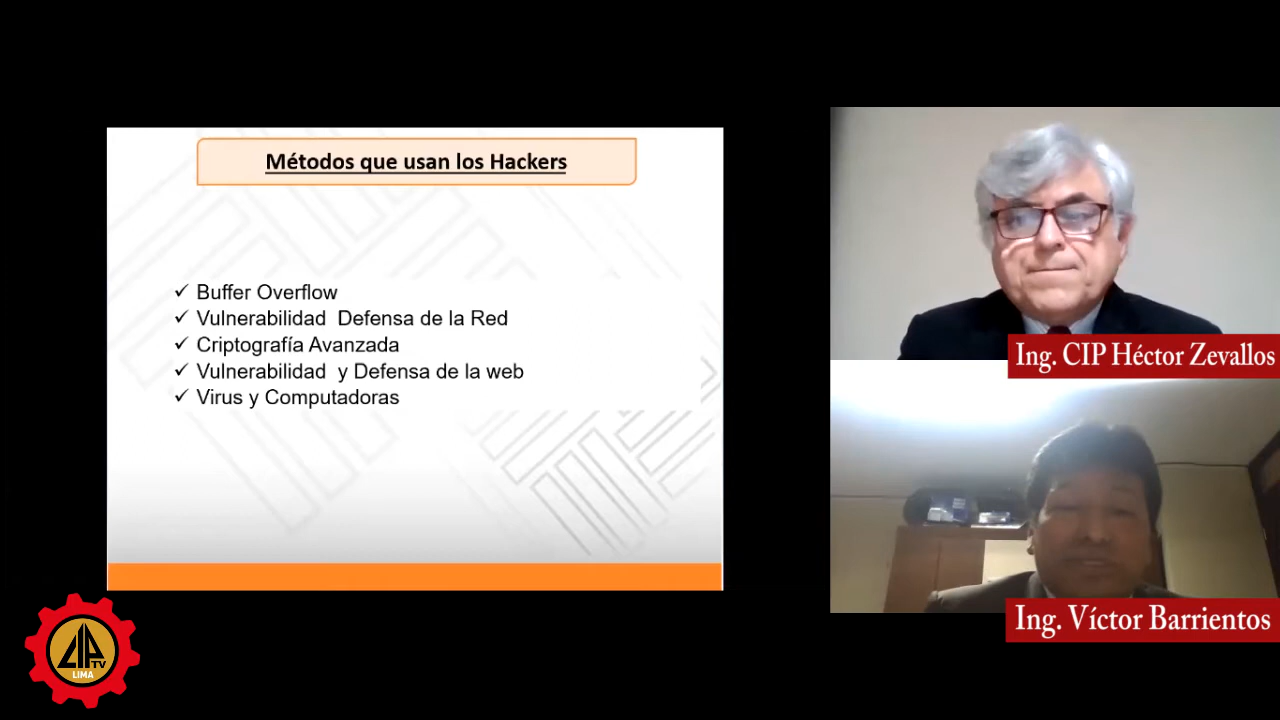 Métodos que usan los Hackers
✓ Buffer Overflow
✓ Vulnerabilidad  Defensa de la Red
✓ Criptografía Avanzada
✓ Vulnerabilidad  y Defensa de la web
✓ Virus y Computadoras
Ing. CIP Héctor Zevallos
Ing. Víctor Barrientos
CIP TV
LIMA